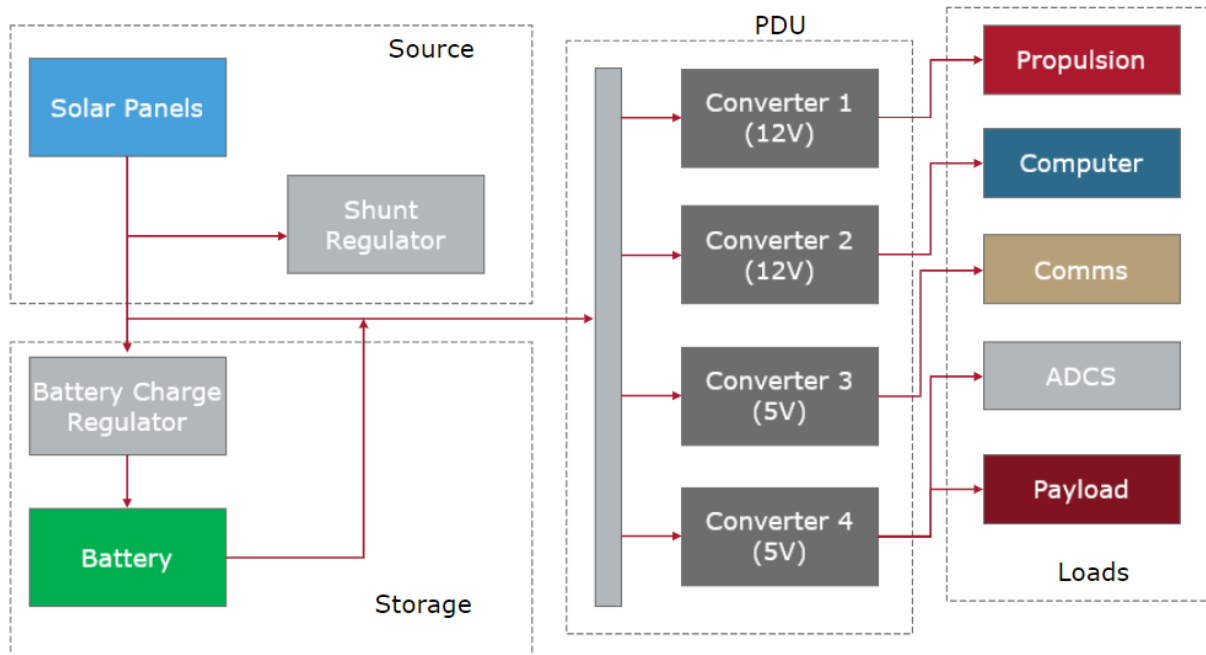 Source
Solar Panels
Shunt
Regulator
Battery Charge
Regulator
Battery
Storage
PDU
Converter 1
(12V)
Converter 2
(12V)
Converter 3
(5V)
Converter 4
(5V)
Propulsion
Computer
Comms
ADCS
Payload
Loads